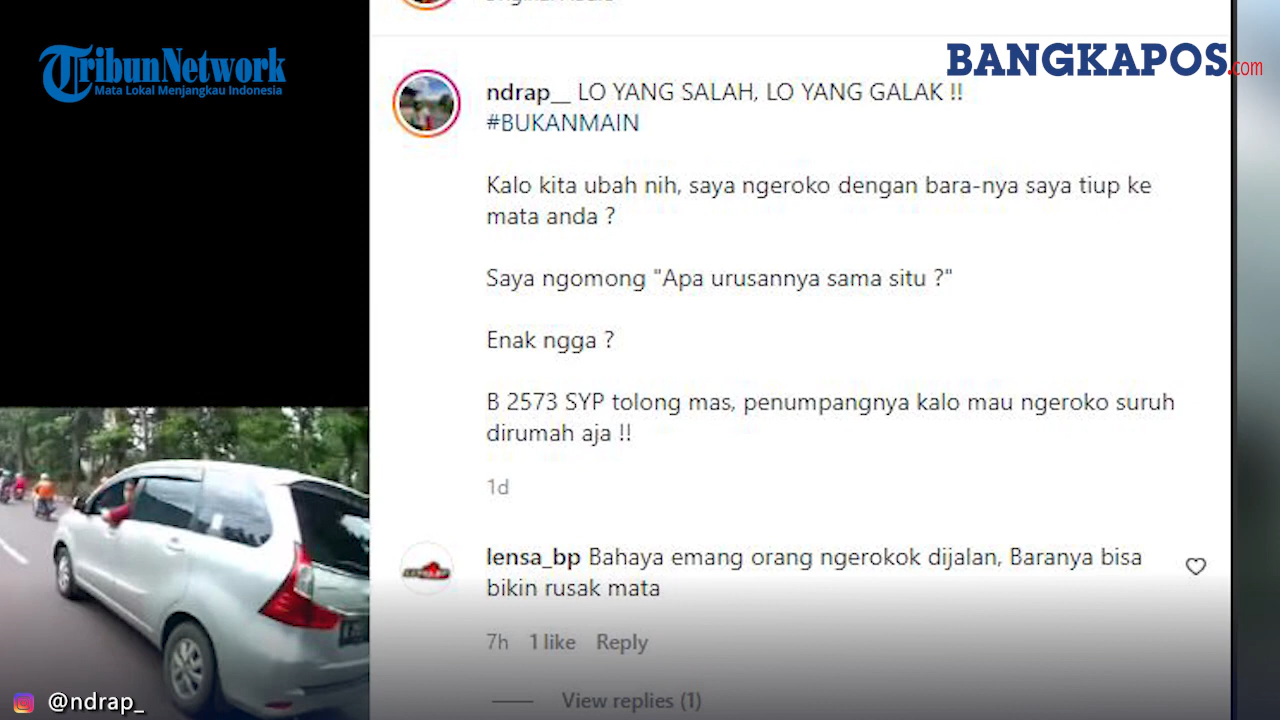 TribunNetwork
Mata Lokal Menjangkau Indonesia
BANGKAPOS.com
ndrap__ LO YANG SALAH, LO YANG GALAK !!
#BUKANMAIN
Kalo kita ubah nih, saya ngeroko dengan bara-nya saya tiup ke
mata anda ?
Saya ngomong "Apa urusannya sama situ ?"
Enak ngga ?
B 2573 SYP tolong mas, penumpangnya kalo mau ngeroko suruh
dirumah aja !!
1d
lensa_bp Bahaya emang orang ngerokok dijalan, Baranya bisa
bikin rusak mata
7h 1 like Reply
View replies (1)
@ndrap_